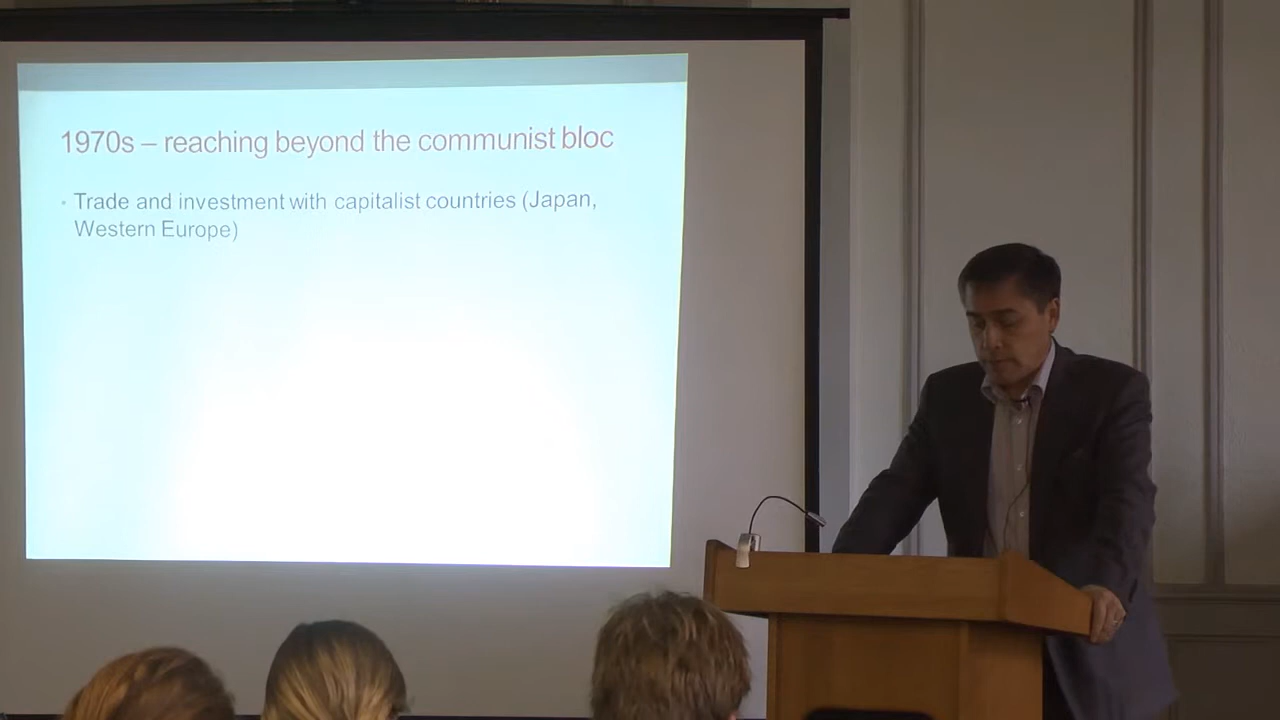 1970s – reaching beyond the communist bloc
• Trade and investment with capitalist countries (Japan,
Western Europe)